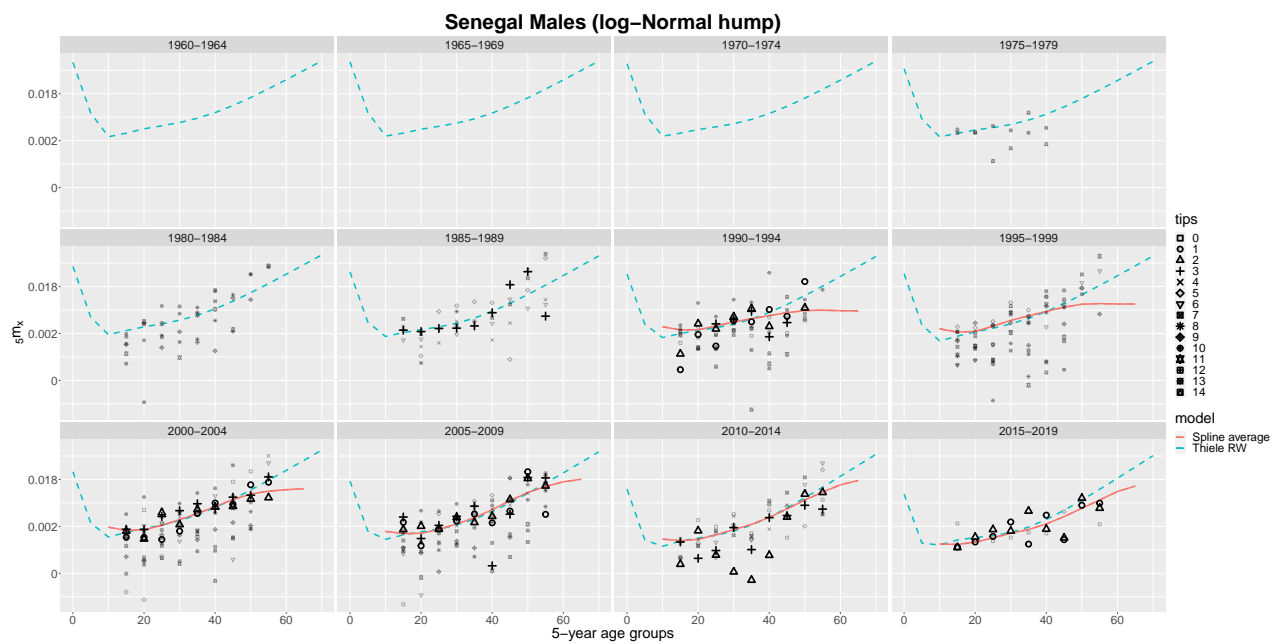 Senegal Males (log−Normal hump)
1960−1964 1965−1969 1970−1974 1975−1979
0.018
0.002
0
1980−1984 1985−1989 1990−1994 1995−1999
0.018
0.002
0
2000−2004 2005−2009 2010−2014 2015−2019
0.018
0.002
0
0 20 40 60 0 20 40 60 0 20 40 60 0 20 40 60
5-year age groups
5mx
tips
0
1
2
3
4
5
6
7
8
9
10
11
12
13
14
model
Spline average
Thiele RW